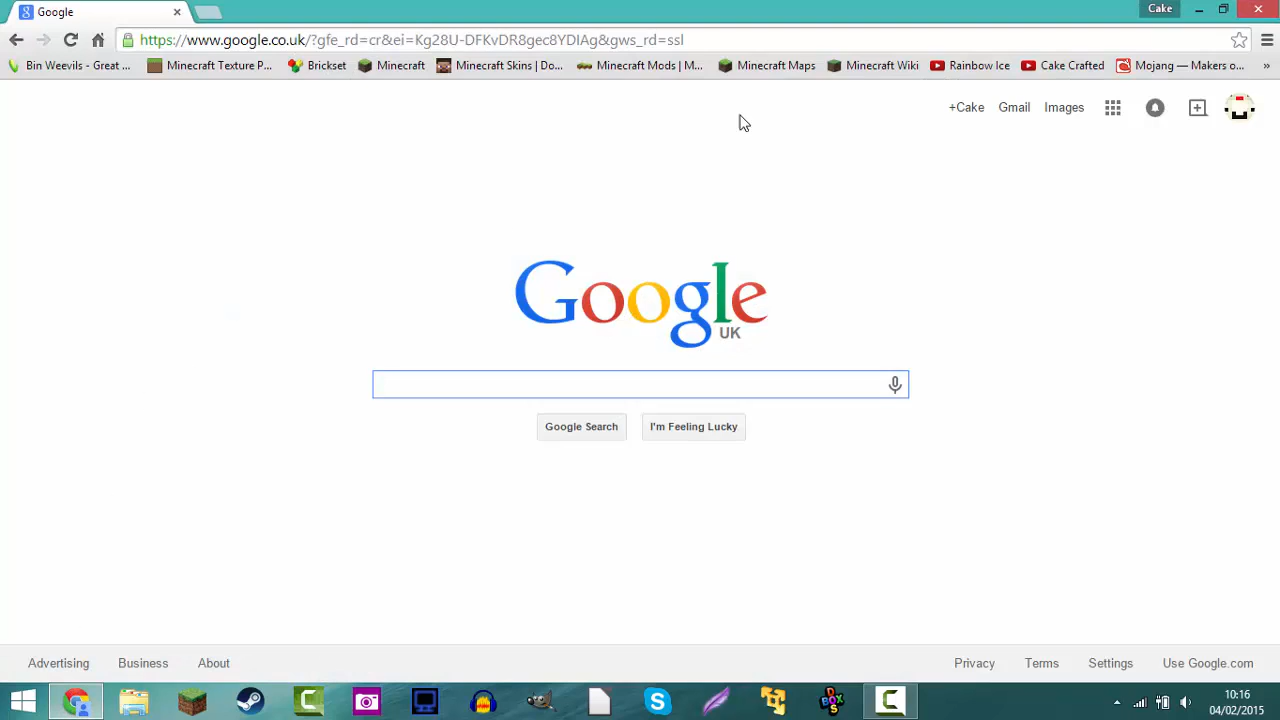 Google
Cake
https://www.google.co.uk/?gfe_rd=cr&ei=Kg28U-DFKvDR8gec8YDIAg&gws_rd=ssl
Bin Weevils - Great ... Minecraft Texture P... Brickset Minecraft Minecraft Skins | Do... Minecraft Mods | M... Minecraft Maps Minecraft Wiki Rainbow Ice Cake Crafted Mojang — Makers o... »
+Cake Gmail Images
Google
UK
Google Search I'm Feeling Lucky
Advertising Business About Privacy Terms Settings Use Google.com
DOS BOX
10:16
04/02/2015